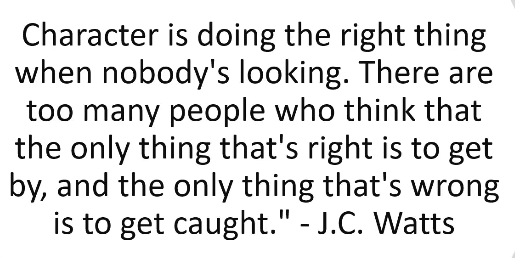 Character is doing the right thing
when nobody's looking. There are
too many people who think that
the only thing that's right is to get
by, and the only thing that's wrong
is to get caught." - J.C. Watts